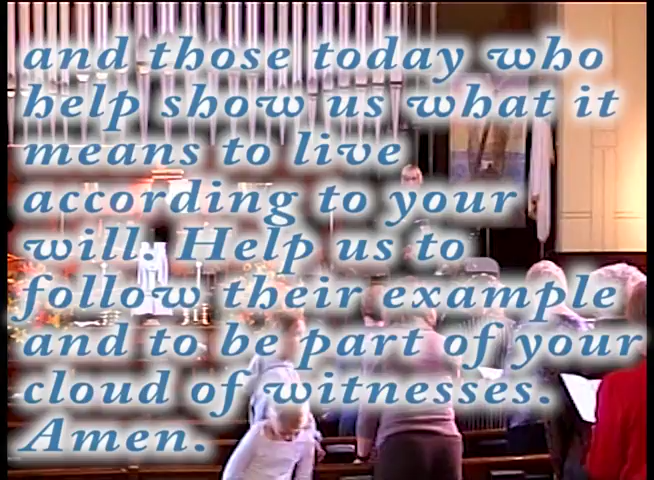 and those today who
help show us what it
means to live
according to your
will. Help us to
follow their example
and to be part of your
cloud of witnesses.
Amen.